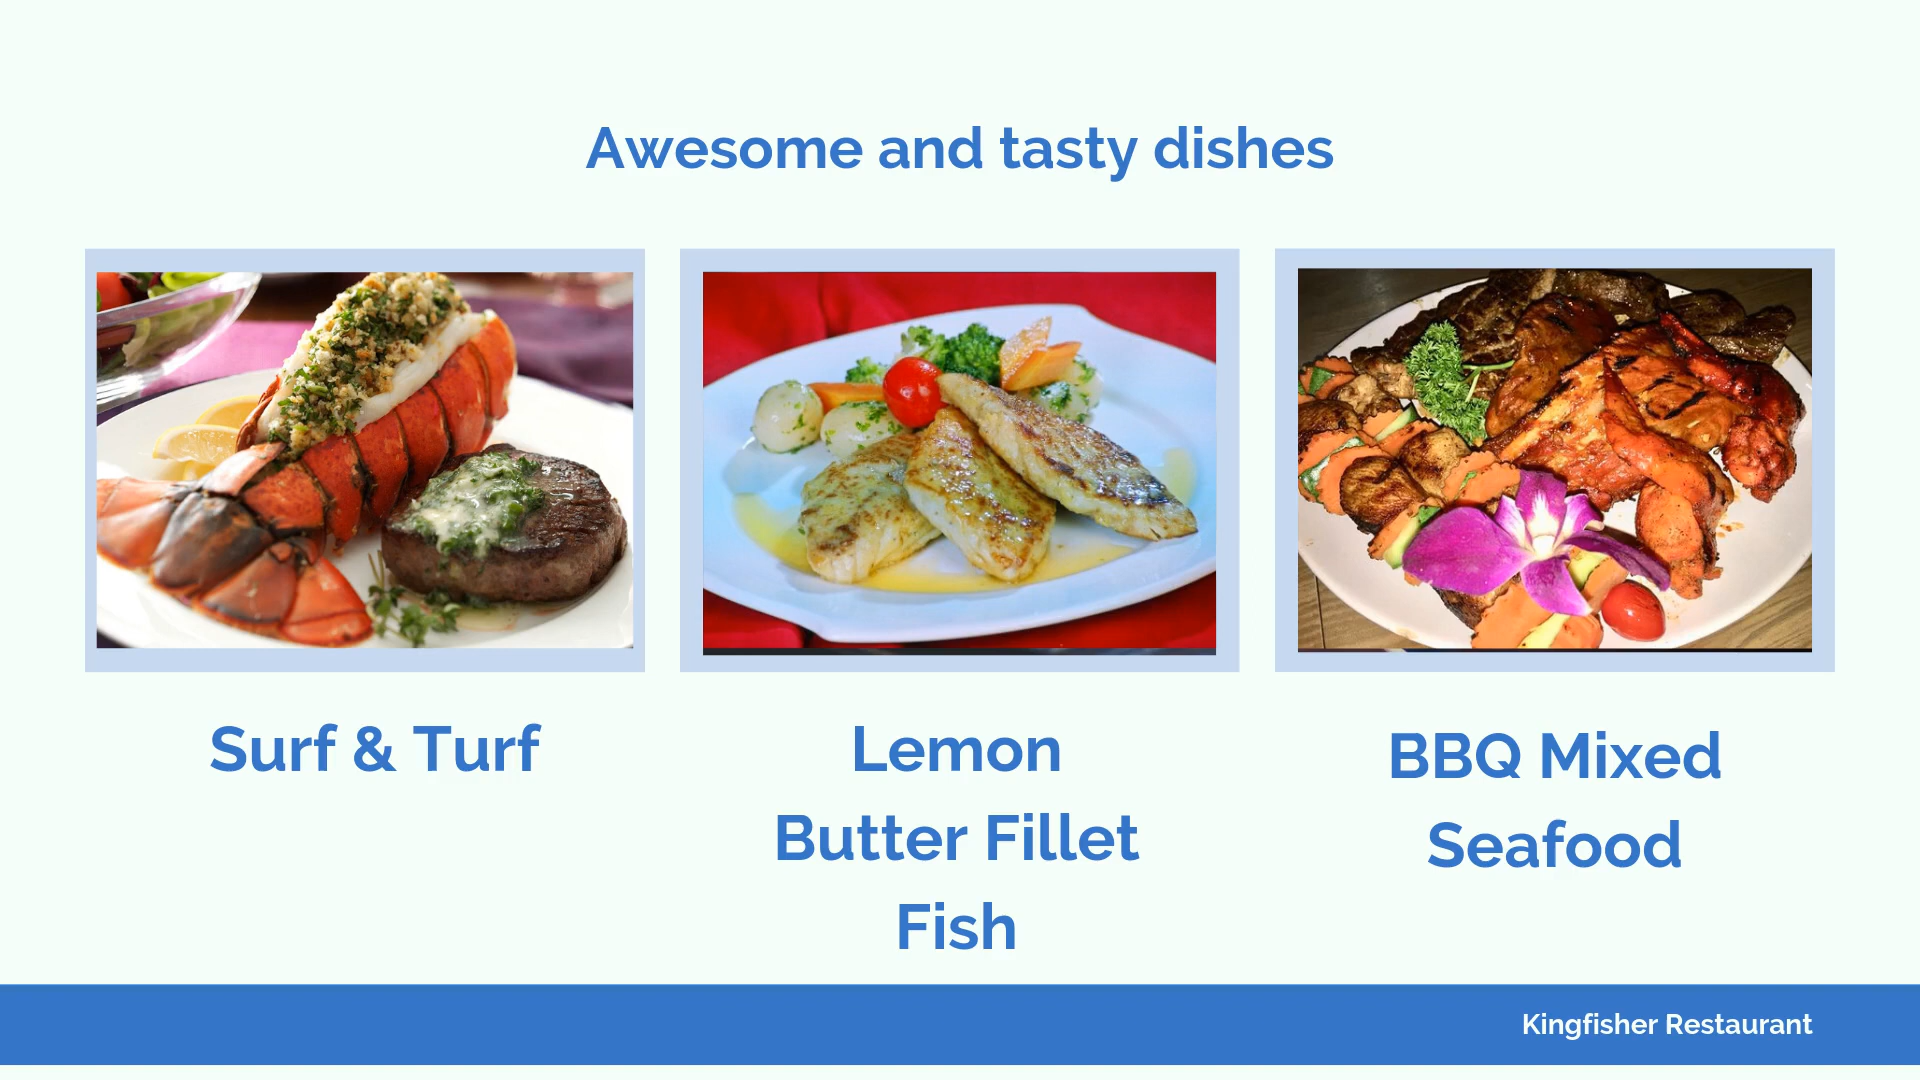 Awesome and tasty dishes
Surf & Turf
Lemon
Butter Fillet
Fish
BBQ Mixed
Seafood
Kingfisher Restaurant